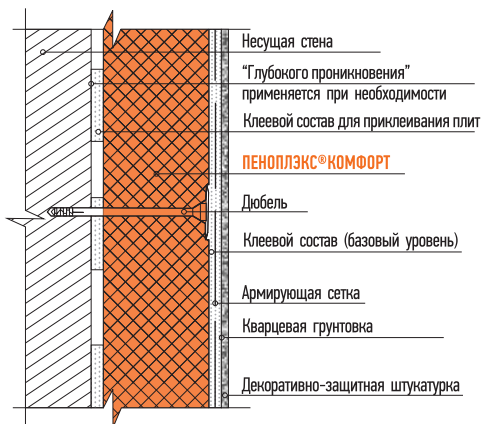 Несущая стена
“Глубокого проникновения”
применяется при необходимости
Клеевой состав для приклеивания плит
ПЕНОПЛЭКС®КОМФОРТ
Дюбель
Клеевой состав (базовый уровень)
Армирующая сетка
Кварцевая грунтовка
Декоративно-защитная штукатурка